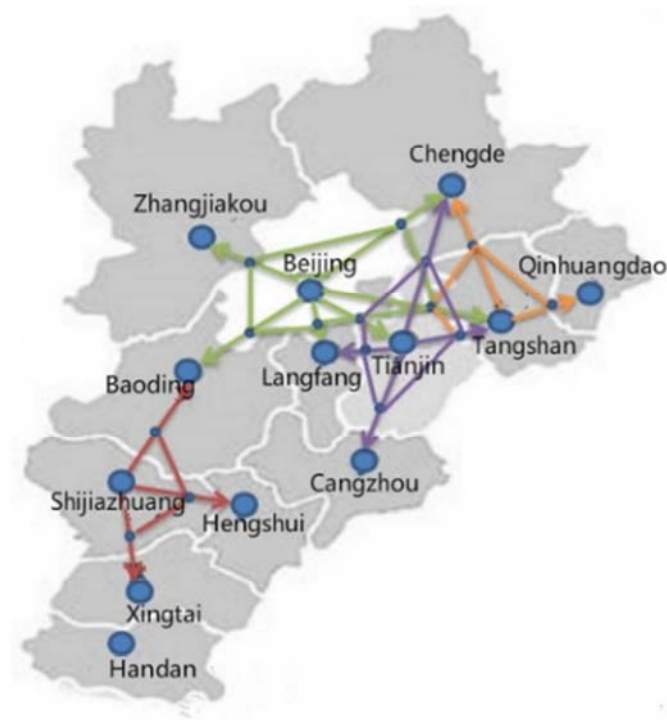 Chengde
Zhangjiakou
Beijing
Qinhuangdao
Tangshan
Tianjin
Langfang
Baoding
Cangzhou
Shijiazhuang
Hengshui
Xingtai
Handan